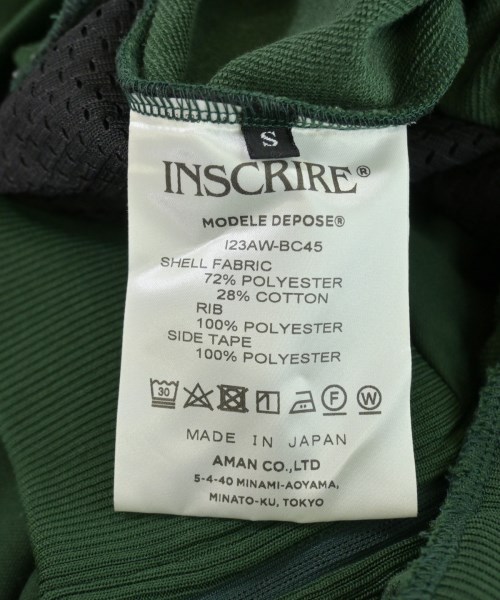 S
INSCRIRE®
MODELE DEPOSE®
I23AW-BC45
SHELL FABRIC
72% POLYESTER
28% COTTON
RIB
100% POLYESTER
SIDE TAPE
100% POLYESTER
30 F W
MADE IN JAPAN
AMAN CO.,LTD
5-4-40 MINAMI-AOYAMA,
MINATO-KU, TOKYO